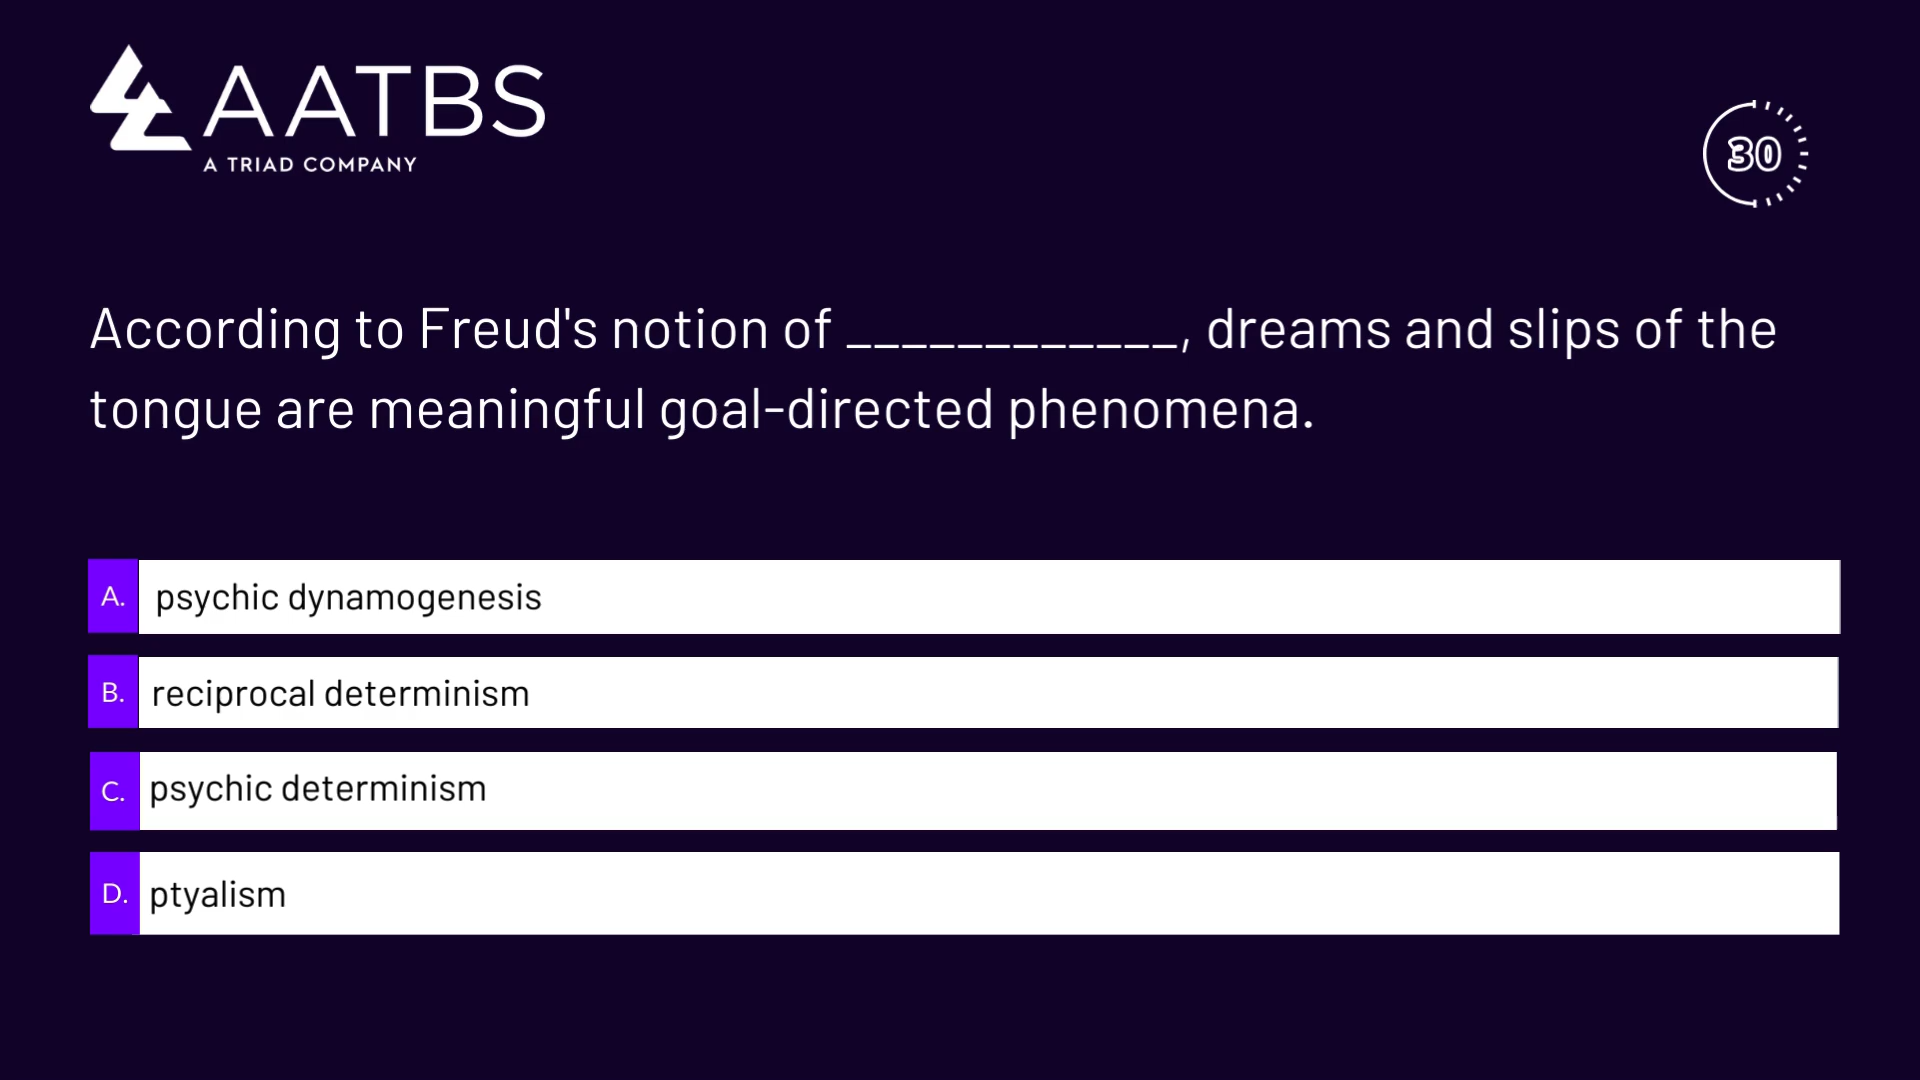 AATBS
A TRIAD COMPANY
30
According to Freud's notion of ____________, dreams and slips of the
tongue are meaningful goal-directed phenomena.
A. psychic dynamogenesis
B. reciprocal determinism
C. psychic determinism
D. ptyalism